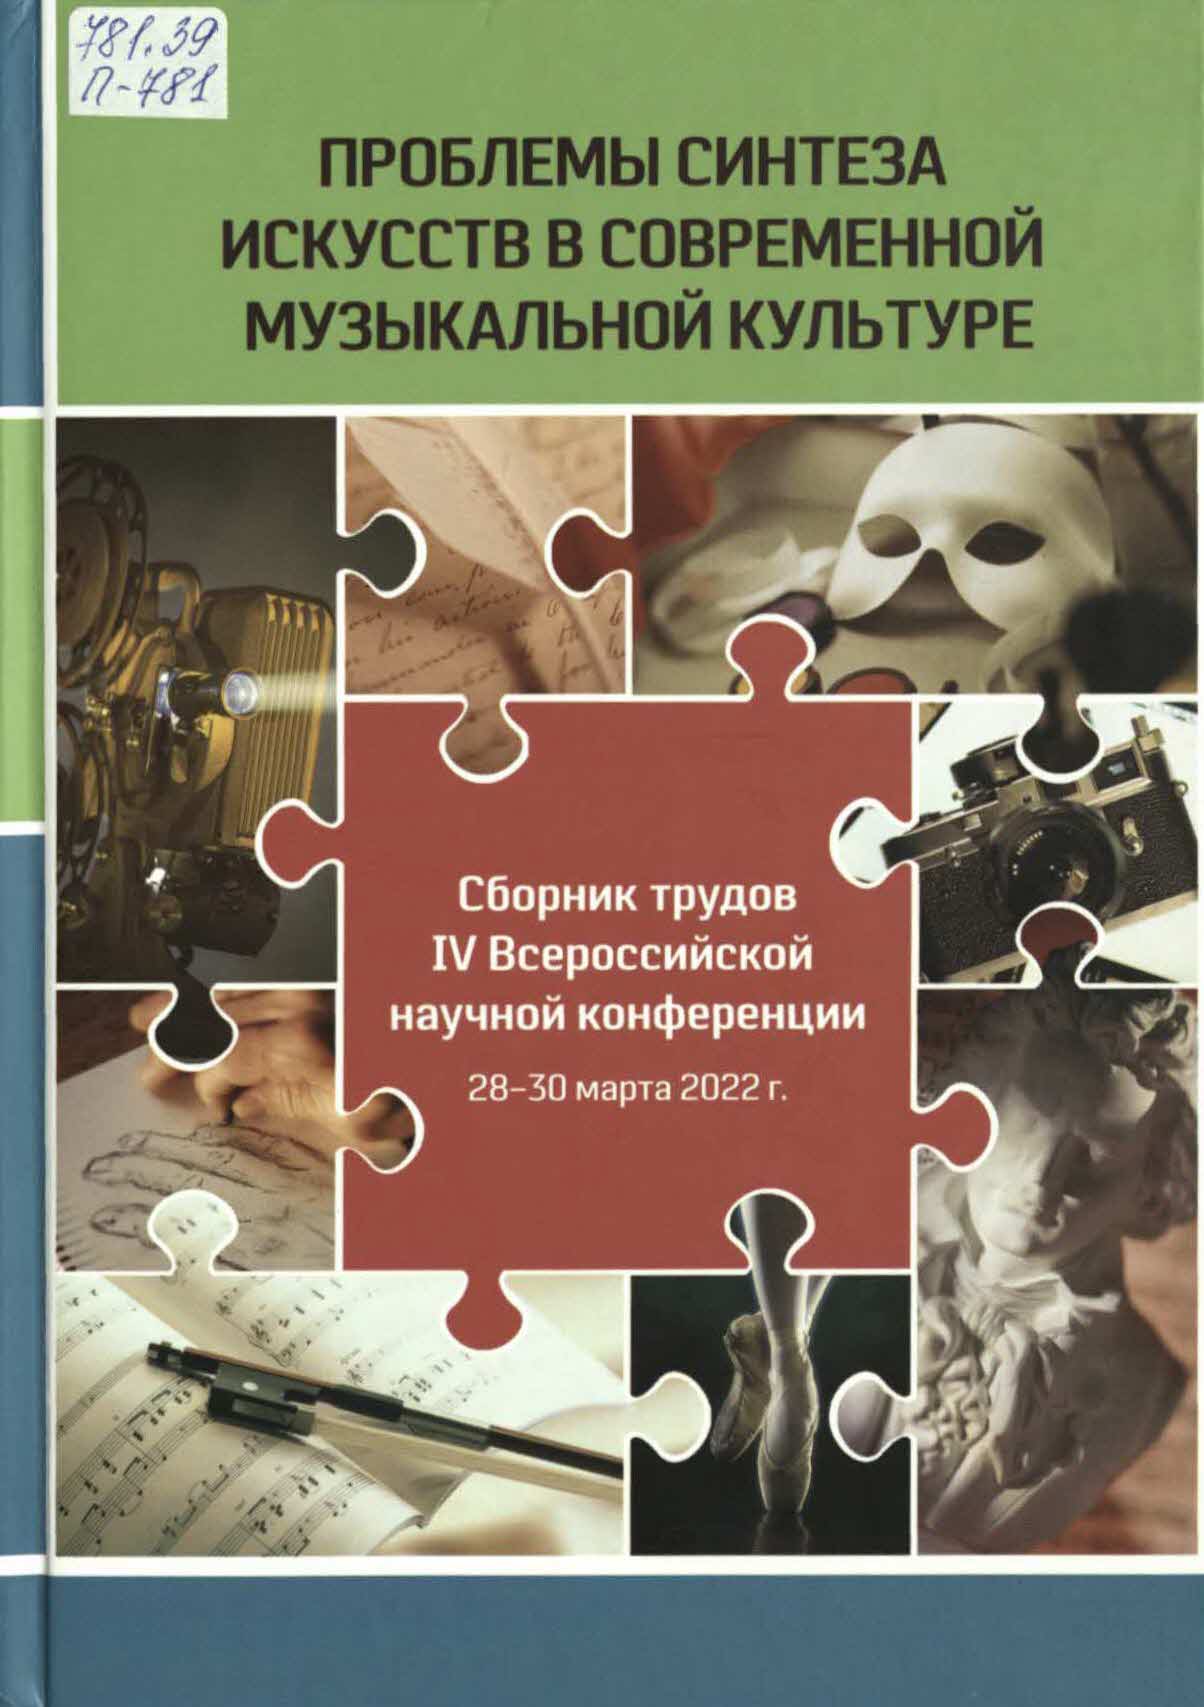 781.39
П-781
ПРОБЛЕМЫ СИНТЕЗА
ИСКУССТВ В СОВРЕМЕННОЙ
МУЗЫКАЛЬНОЙ КУЛЬТУРЕ
Сборник трудов
IV Всероссийской
научной конференции
28–30 марта 2022 г.